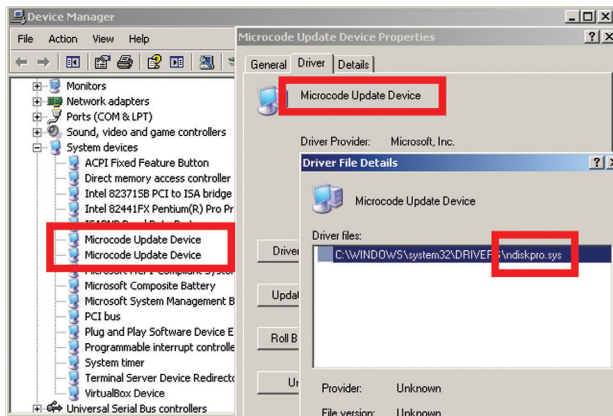 Device Manager
File Action View Help
Monitors
Network adapters
Ports (COM & LPT)
Sound, video and game controllers
System devices
ACPI Fixed Feature Button
Direct memory access controller
Intel 82371SB PCI to ISA bridge
Intel 82441FX Pentium(R) Pro Pr
Microcode Update Device
Microcode Update Device
Microsoft Composite Battery
Microsoft System Management B
PCI bus
Plug and Play Software Device E
Programmable interrupt controlle
System timer
Terminal Server Device Redirecto
VirtualBox Device
Universal Serial Bus controllers
Microcode Update Device Properties
General Driver Details
Microcode Update Device
Driver Provider: Microsoft, Inc.
Driver
Updat
Roll B
Driver File Details
Microcode Update Device
Driver files:
C:\WINDOWS\system32\DRIVERS\ndiskpro.sys
Provider: Unknown
File version: Unknown